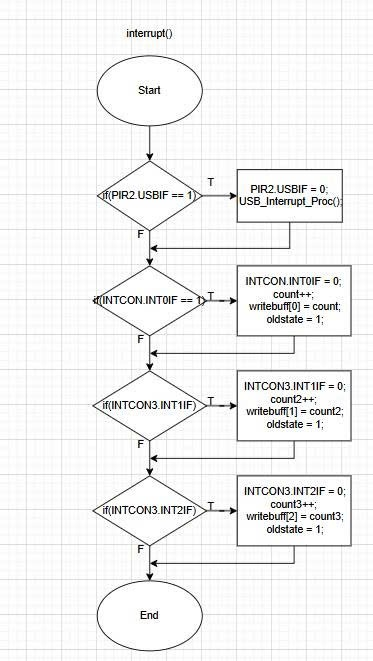 interrupt()
Start
if(PIR2.USBIF == 1)
T
PIR2.USBIF = 0;
USB_Interrupt_Proc();
F
if(INTCON.INT0IF == 1)
T
INTCON.INT0IF = 0;
count++;
writebuff[0] = count;
oldstate = 1;
F
if(INTCON3.INT1IF)
T
INTCON3.INT1IF = 0;
count2++;
writebuff[1] = count2;
oldstate = 1;
F
if(INTCON3.INT2IF)
T
INTCON3.INT2IF = 0;
count3++;
writebuff[2] = count3;
oldstate = 1;
F
End